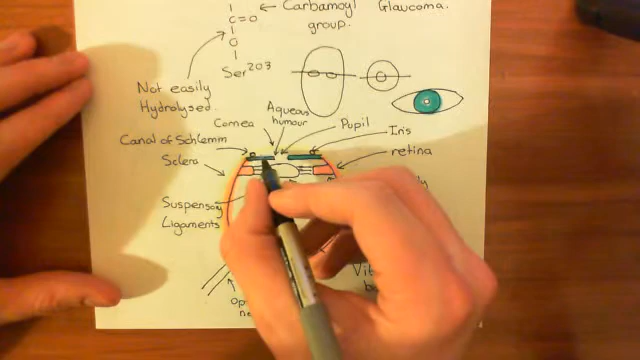 C=O ← Carbamoyl Glaucoma.
group.
O
Ser203
Not easily
Hydrolysed.
Aqueous
humour
Cornea
Pupil
Iris
Canal of Schlemm
Sclera
retina
Suspensory
Ligaments